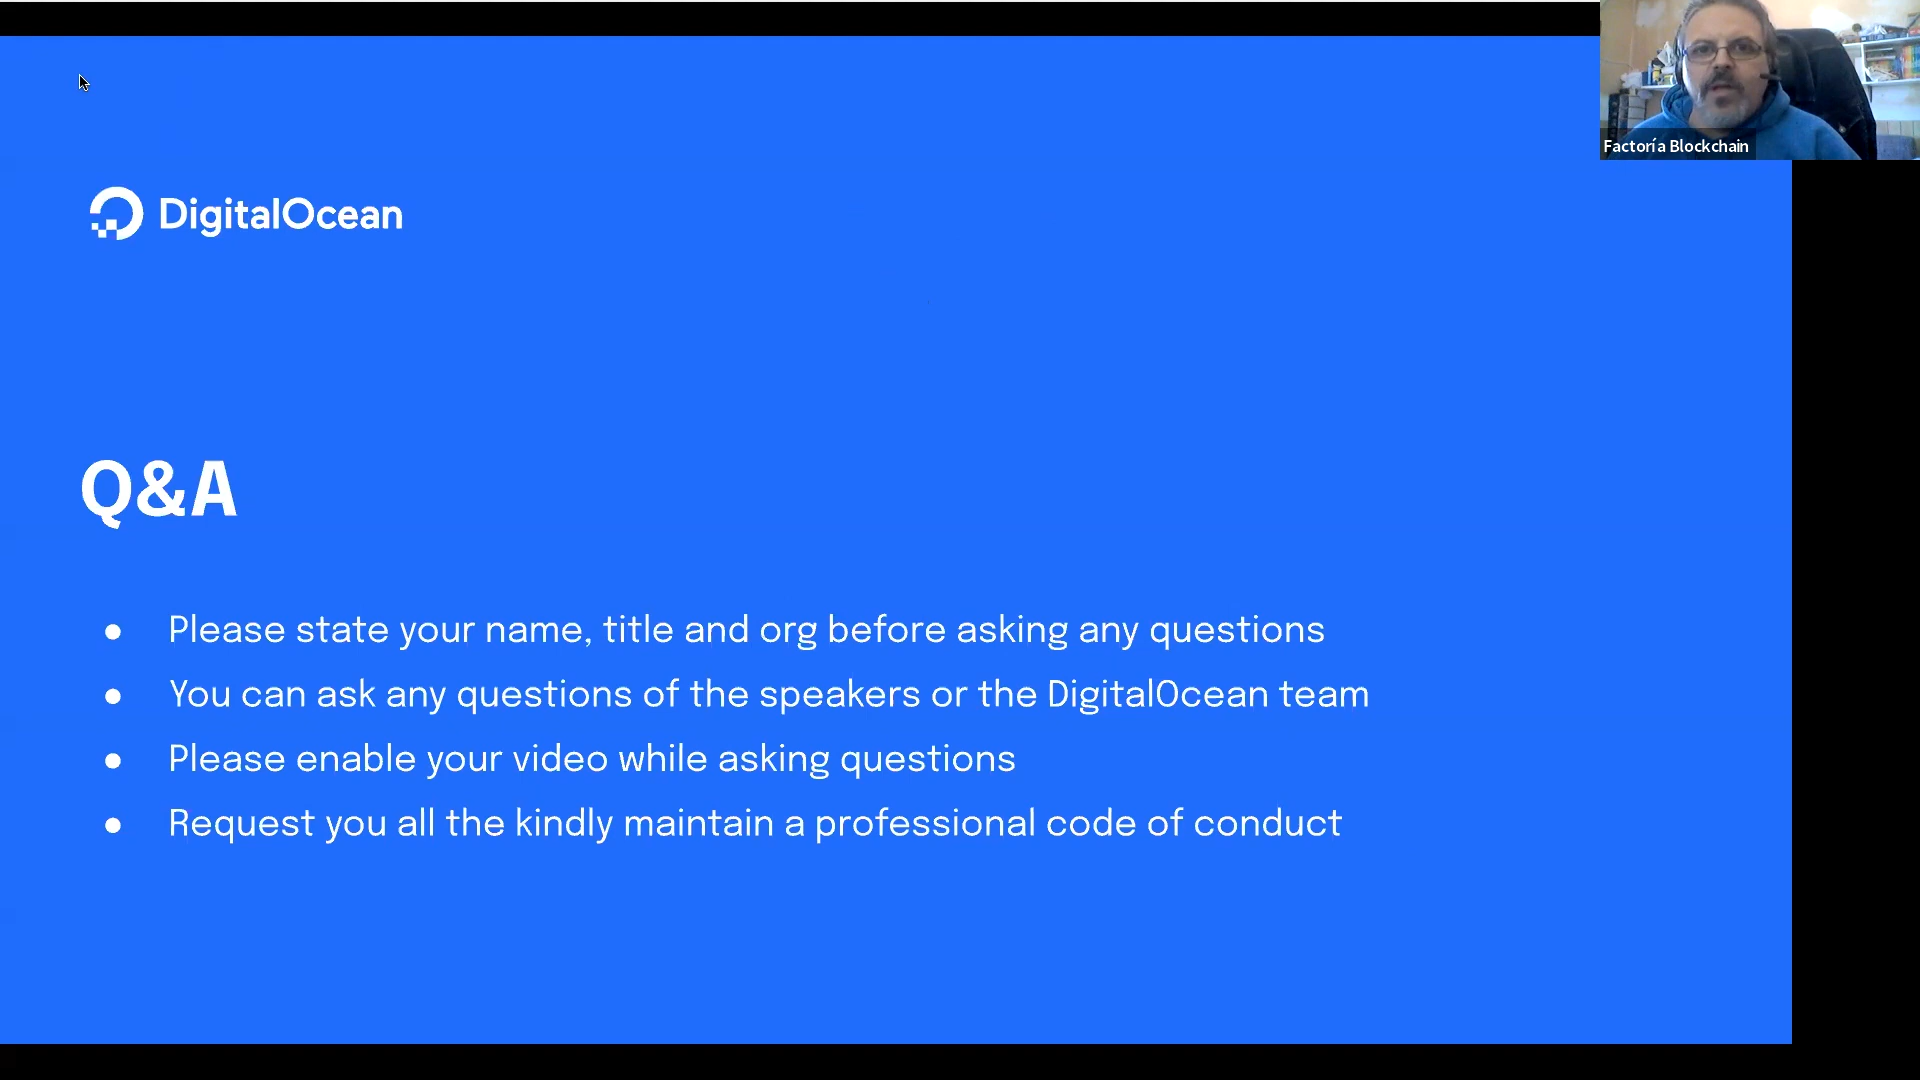 Factoría Blockchain
DigitalOcean
Q&A
● Please state your name, title and org before asking any questions
● You can ask any questions of the speakers or the DigitalOcean team
● Please enable your video while asking questions
● Request you all the kindly maintain a professional code of conduct